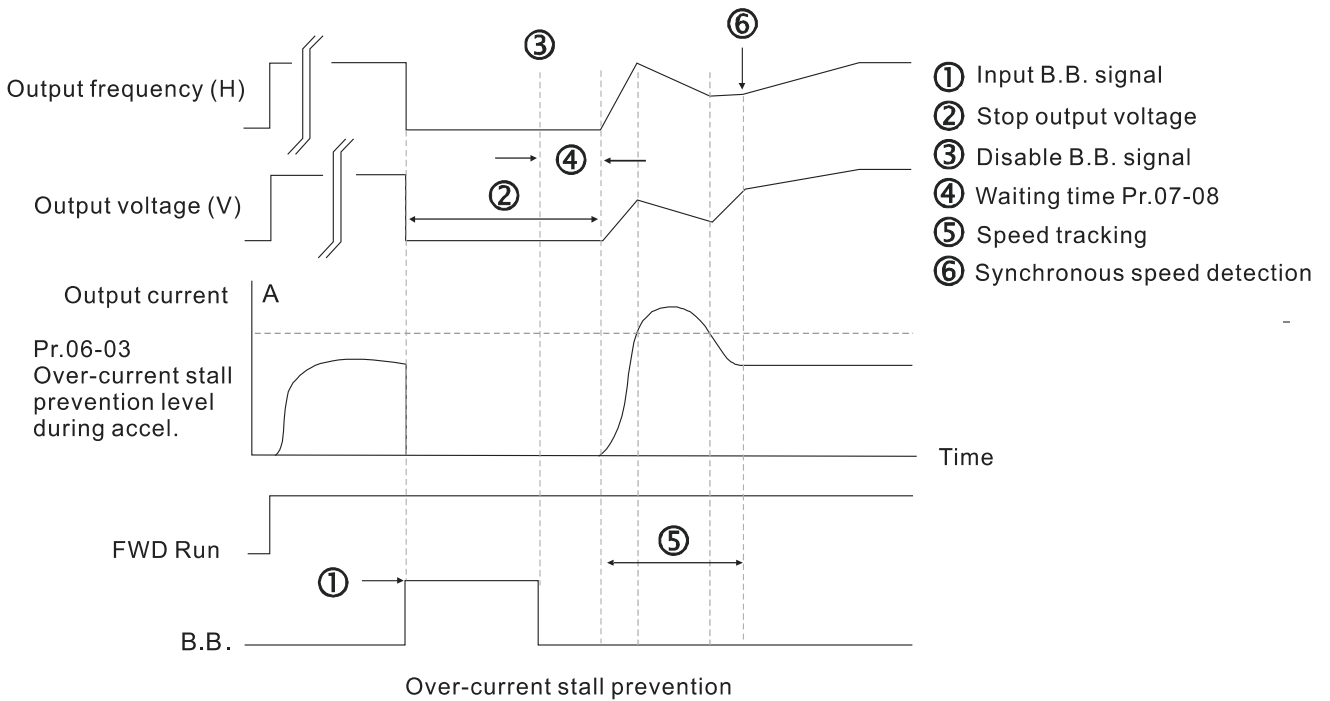 ⑥
③
Output frequency (H)
① Input B.B. signal
② Stop output voltage
③ Disable B.B. signal
④ Waiting time Pr.07-08
⑤ Speed tracking
⑥ Synchronous speed detection
④
②
Output voltage (V)
Output current
A
Pr.06-03
Over-current stall
prevention level
during accel.
Time
FWD Run
⑤
①
B.B.
Over-current stall prevention